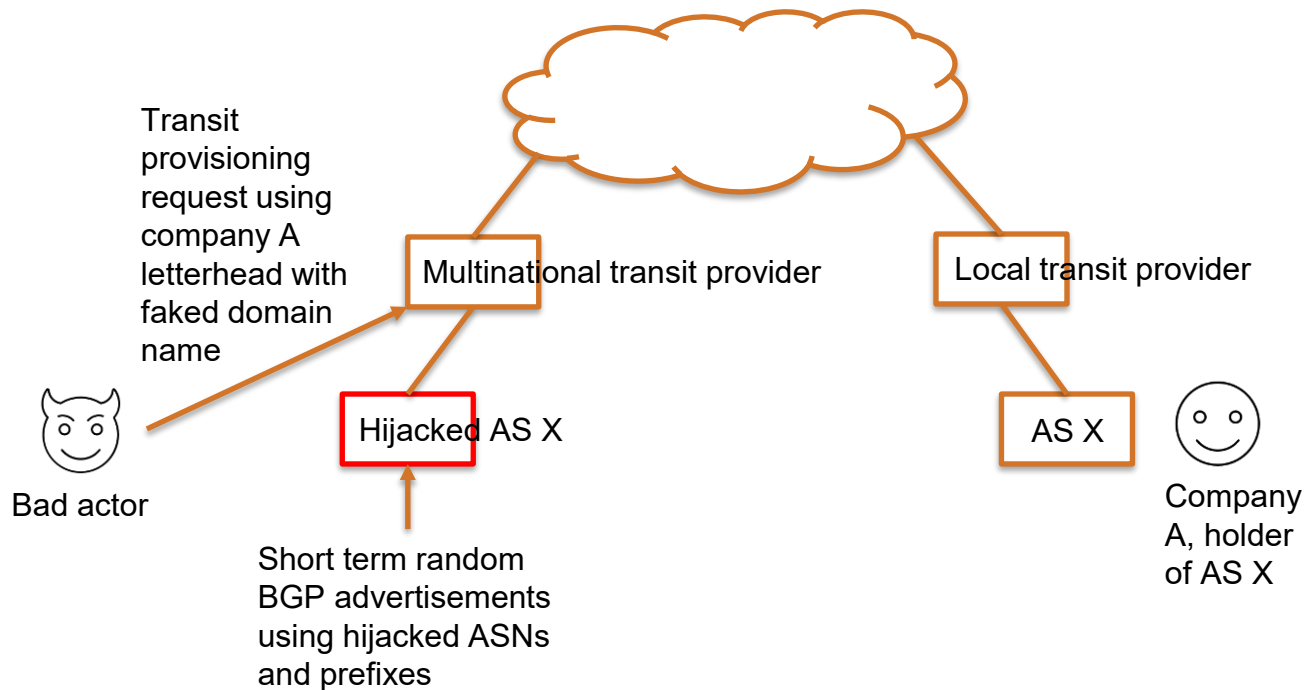 Transit
provisioning
request using
company A
letterhead with
faked domain
name
Multinational transit provider
Local transit provider
Hijacked AS X
AS X
Bad actor
Company
A, holder
of AS X
Short term random
BGP advertisements
using hijacked ASNs
and prefixes